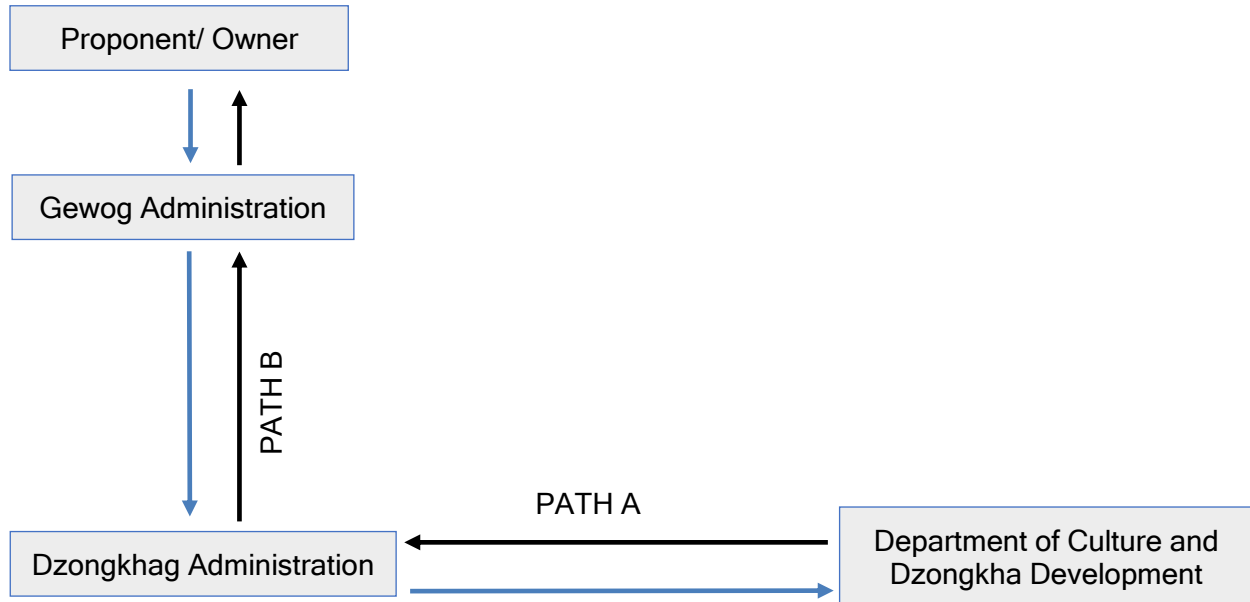 Proponent/ Owner
Gewog Administration
PATH B
PATH A
Dzongkhag Administration
Department of Culture and
Dzongkha Development